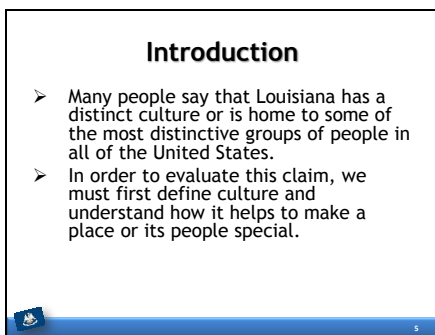 Introduction
➢ Many people say that Louisiana has a
distinct culture or is home to some of
the most distinctive groups of people in
all of the United States.
➢ In order to evaluate this claim, we
must first define culture and
understand how it helps to make a
place or its people special.
5